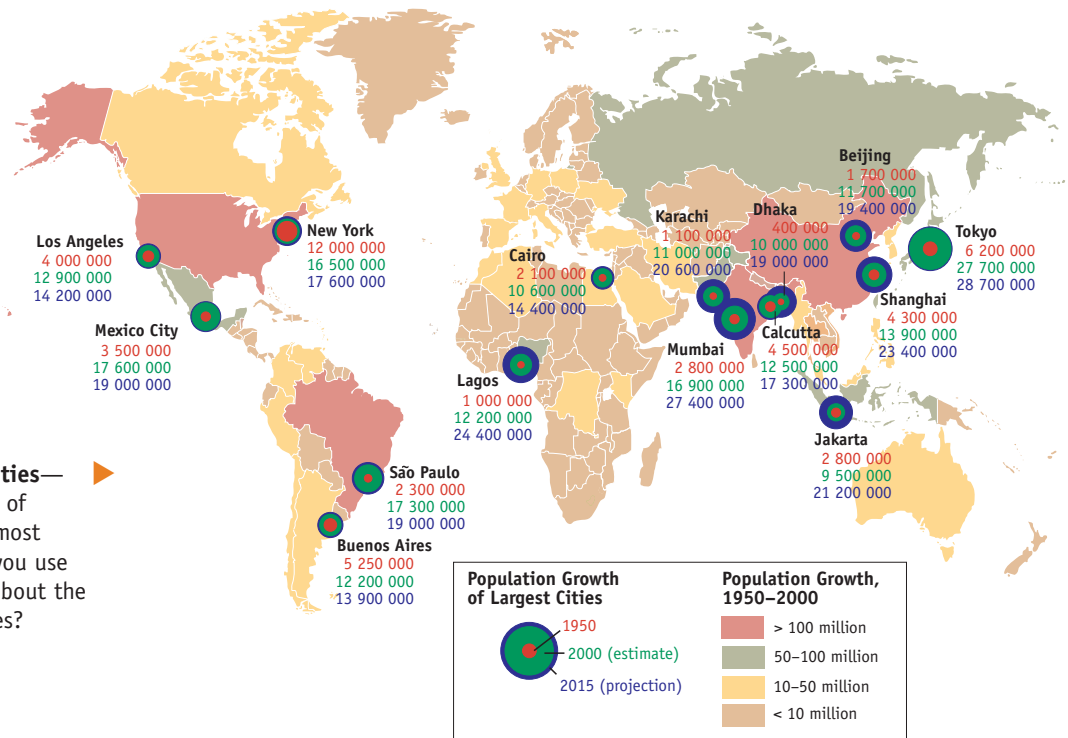 Los Angeles
4 000 000
12 900 000
14 200 000
New York
12 000 000
16 500 000
17 600 000
Mexico City
3 500 000
17 600 000
19 000 000
São Paulo
2 300 000
17 300 000
19 000 000
Buenos Aires
5 250 000
12 200 000
13 900 000
Cairo
2 100 000
10 600 000
14 400 000
Lagos
1 000 000
12 200 000
24 400 000
Karachi
1 100 000
11 000 000
20 600 000
Dhaka
400 000
10 000 000
19 000 000
Beijing
1 700 000
11 700 000
19 400 000
Tokyo
6 200 000
27 700 000
28 700 000
Shanghai
4 300 000
13 900 000
23 400 000
Mumbai
2 800 000
16 900 000
27 400 000
Calcutta
4 500 000
12 500 000
17 300 000
Jakarta
2 800 000
9 500 000
21 200 000
ties—
of
most
you use
bout the
es?
Population Growth
of Largest Cities
1950
2000 (estimate)
2015 (projection)
Population Growth,
1950–2000
> 100 million
50–100 million
10–50 million
< 10 million